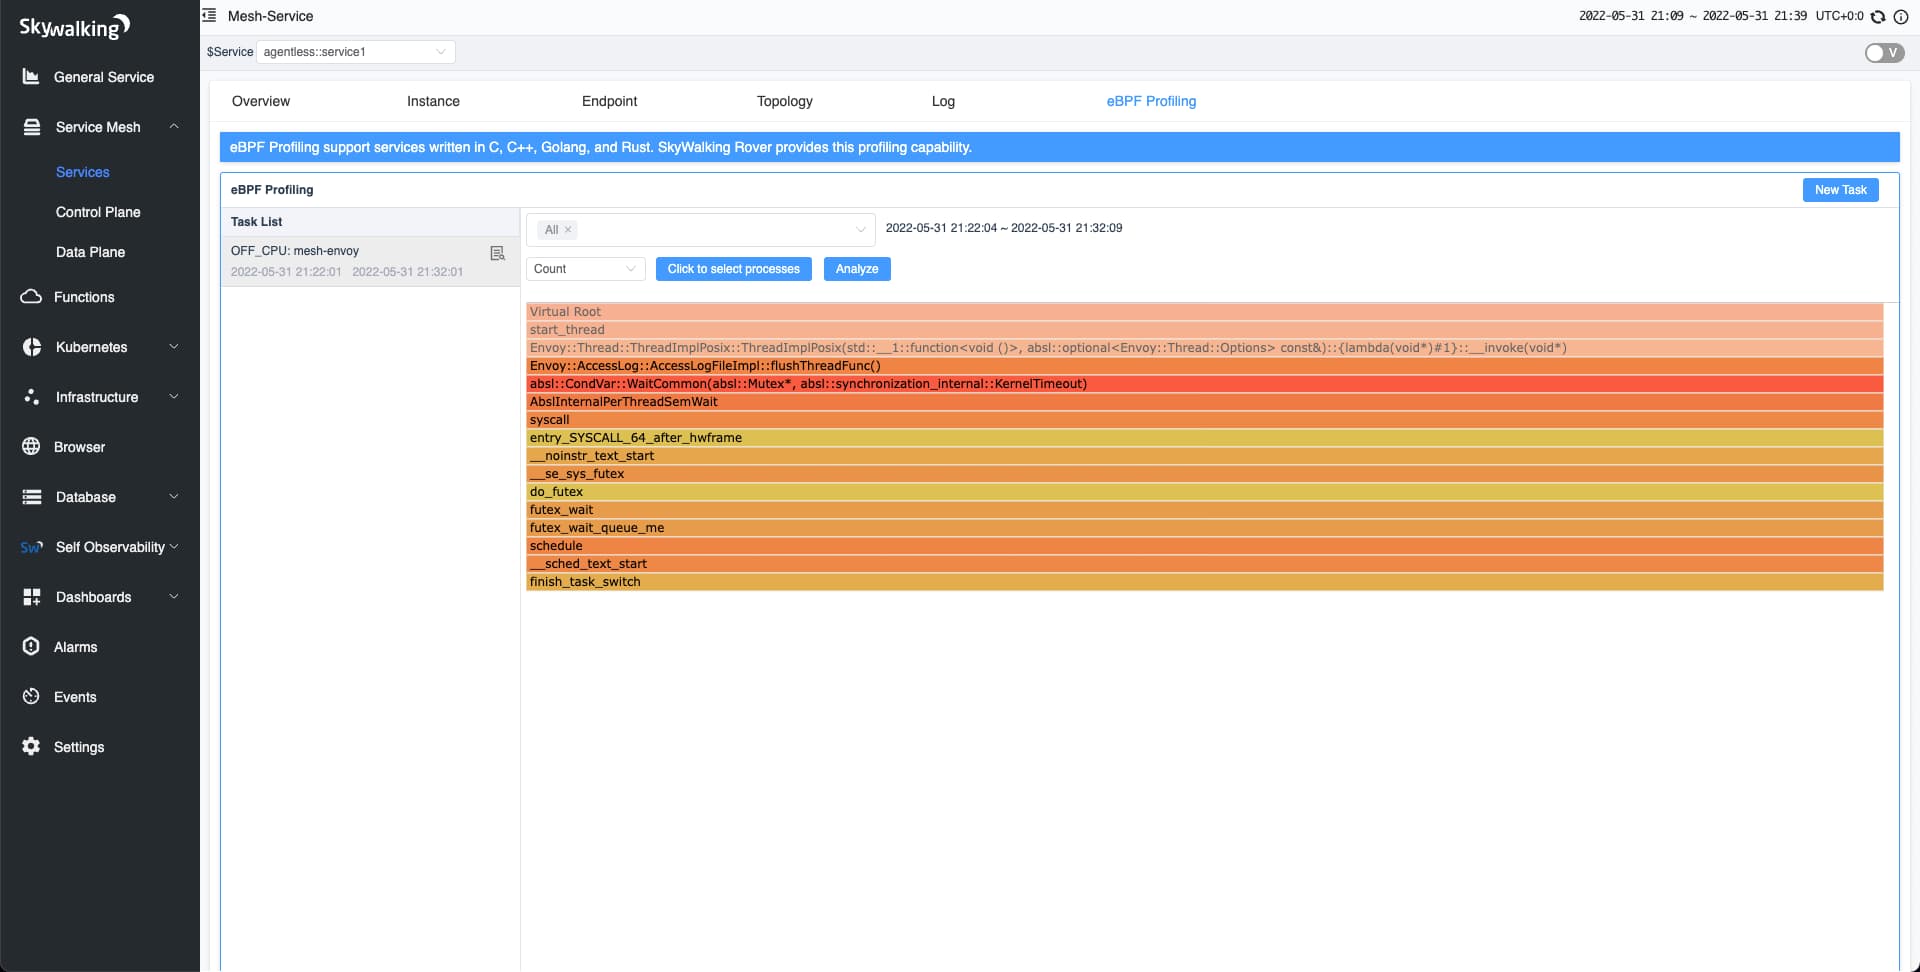 Skywalking
General Service
Service Mesh
Services
Control Plane
Data Plane
Functions
Kubernetes
Infrastructure
Browser
Database
Sw Self Observability
Dashboards
Alarms
Events
Settings
Mesh-Service
2022-05-31 21:09 ~ 2022-05-31 21:39 UTC+0:0
$Service agentless::service1
V
Overview Instance Endpoint Topology Log eBPF Profiling
eBPF Profiling support services written in C, C++, Golang, and Rust. SkyWalking Rover provides this profiling capability.
eBPF Profiling
New Task
Task List
OFF_CPU: mesh-envoy
2022-05-31 21:22:01 2022-05-31 21:32:01
All × 2022-05-31 21:22:04 ~ 2022-05-31 21:32:09
Count Click to select processes Analyze
Virtual Root
start_thread
Envoy::Thread::ThreadImplPosix::ThreadImplPosix(std::__1::function<void ()>, absl::optional<Envoy::Thread::Options> const&)::{lambda(void*)#1}::__invoke(void*)
Envoy::AccessLog::AccessLogFileImpl::flushThreadFunc()
absl::CondVar::WaitCommon(absl::Mutex*, absl::synchronization_internal::KernelTimeout)
AbslInternalPerThreadSemWait
syscall
entry_SYSCALL_64_after_hwframe
__noinstr_text_start
__se_sys_futex
do_futex
futex_wait
futex_wait_queue_me
schedule
__sched_text_start
finish_task_switch